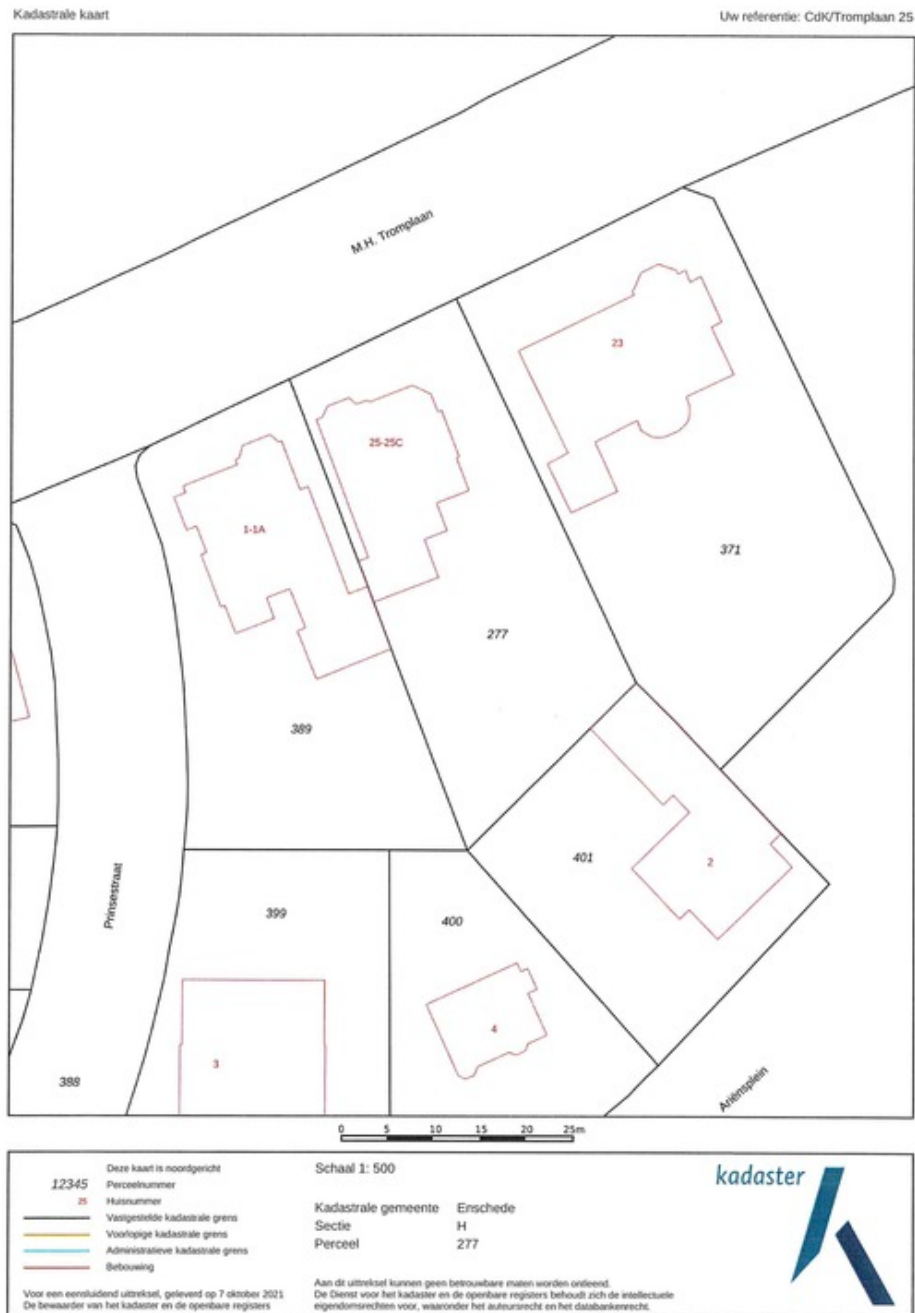 Kadastrale kaart
Uw referentie: CdK/Tromplaan 25
M.H. Tromplaan
23
25-25C
1-1A
371
277
389
Prinsestraat
401
2
399
400
4
3
388
Ariënsplein
0 5 10 15 20 25m
Deze kaart is noordgericht
12345 Perceelnummer
25 Huisnummer
Vastgestelde kadastrale grens
Voorlopige kadastrale grens
Administratieve kadastrale grens
Bebouwing
Voor een eensluidend uittreksel, geleverd op 7 oktober 2021
De bewaarder van het kadaster en de openbare registers
Schaal 1: 500
Kadastrale gemeente Enschede
Sectie H
Perceel 277
Aan dit uittreksel kunnen geen betrouwbare maten worden ontleend.
De Dienst voor het kadaster en de openbare registers behoudt zich de intellectuele
eigendomsrechten voor, waaronder het auteursrecht en het databankenrecht.
kadaster